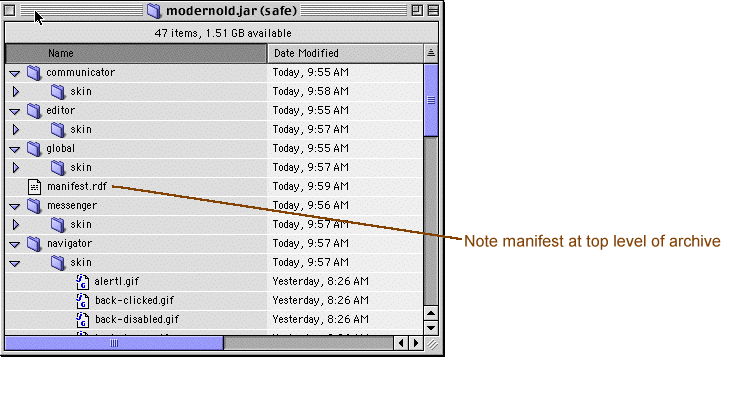 modernold.jar (safe)
47 items, 1.51 GB available
Name Date Modified
communicator Today, 9:55 AM
skin Today, 9:58 AM
editor Today, 9:55 AM
skin Today, 9:57 AM
global Today, 9:55 AM
skin Today, 9:57 AM
manifest.rdf Today, 9:59 AM
messenger Today, 9:56 AM
skin Today, 9:57 AM
Note manifest at top level of archive
navigator Today, 9:57 AM
skin Today, 9:57 AM
alertl.gif Yesterday, 8:26 AM
back-clicked.gif Yesterday, 8:26 AM
back-disabled.gif Yesterday, 8:26 AM